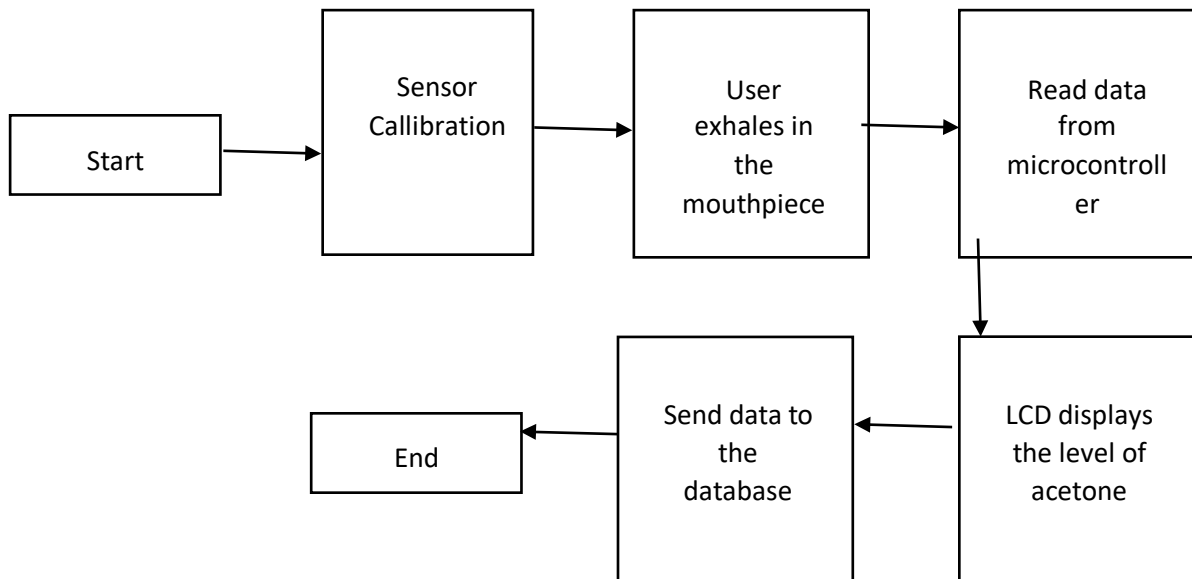 Start
Sensor
Callibration
User
exhales in
the
mouthpiece
Read data
from
microcontroll
er
LCD displays
the level of
acetone
Send data to
the
database
End